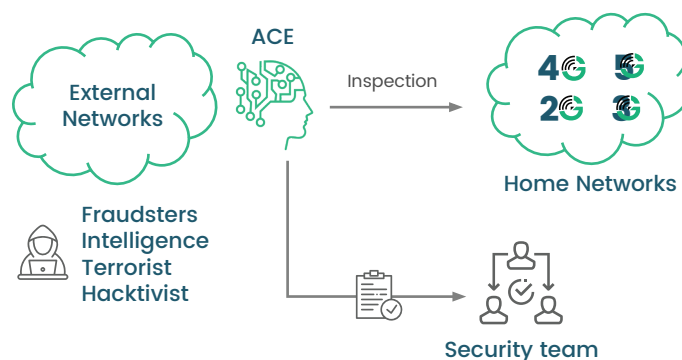 ACE
External
Networks
Inspection
4G 5G
2G 3G
Home Networks
Fraudsters
Intelligence
Terrorist
Hacktivist
Security team